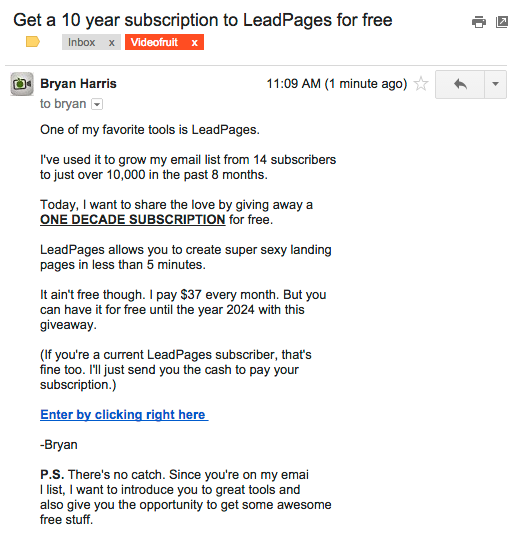 Get a 10 year subscription to LeadPages for free
Inbox x Videofruit x
Bryan Harris 11:09 AM (1 minute ago)
to bryan
One of my favorite tools is LeadPages.
I've used it to grow my email list from 14 subscribers
to just over 10,000 in the past 8 months.
Today, I want to share the love by giving away a
ONE DECADE SUBSCRIPTION for free.
LeadPages allows you to create super sexy landing
pages in less than 5 minutes.
It ain't free though. I pay $37 every month. But you
can have it for free until the year 2024 with this
giveaway.
(If you're a current LeadPages subscriber, that's
fine too. I'll just send you the cash to pay your
subscription.)
Enter by clicking right here
-Bryan
P.S. There's no catch. Since you're on my emai
l list, I want to introduce you to great tools and
also give you the opportunity to get some awesome
free stuff.